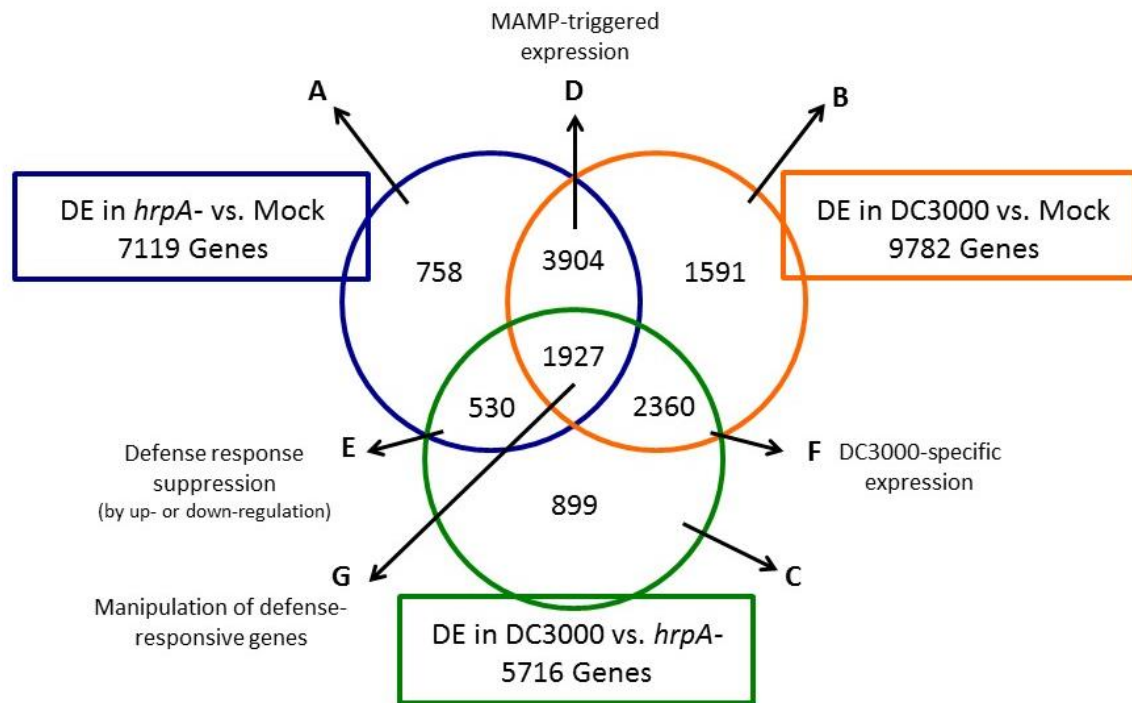 MAMP-triggered
expression
A
D
B
DE in hrpA- vs. Mock
7119 Genes
DE in DC3000 vs. Mock
9782 Genes
758
3904
1591
1927
530
2360
Defense response
suppression
(by up- or down-regulation)
E
F
DC3000-specific
expression
899
G
C
Manipulation of defense-
responsive genes
DE in DC3000 vs. hrpA-
5716 Genes